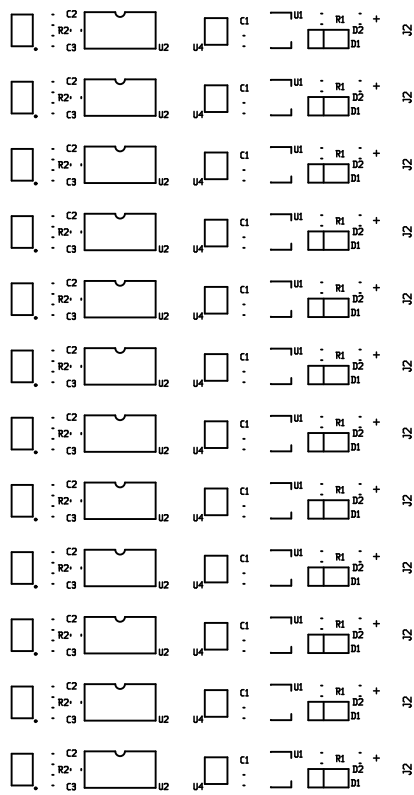 C2 C1 U1 R1 +
R2 D2 J2
C3 U2 U4 D1
C2 C1 U1 R1 +
R2 D2 J2
C3 U2 U4 D1
C2 C1 U1 R1 +
R2 D2 J2
C3 U2 U4 D1
C2 C1 U1 R1 +
R2 D2 J2
C3 U2 U4 D1
C2 C1 U1 R1 +
R2 D2 J2
C3 U2 U4 D1
C2 C1 U1 R1 +
R2 D2 J2
C3 U2 U4 D1
C2 C1 U1 R1 +
R2 D2 J2
C3 U2 U4 D1
C2 C1 U1 R1 +
R2 D2 J2
C3 U2 U4 D1
C2 C1 U1 R1 +
R2 D2 J2
C3 U2 U4 D1
C2 C1 U1 R1 +
R2 D2 J2
C3 U2 U4 D1
C2 C1 U1 R1 +
R2 D2 J2
C3 U2 U4 D1
C2 C1 U1 R1 +
R2 D2 J2
C3 U2 U4 D1